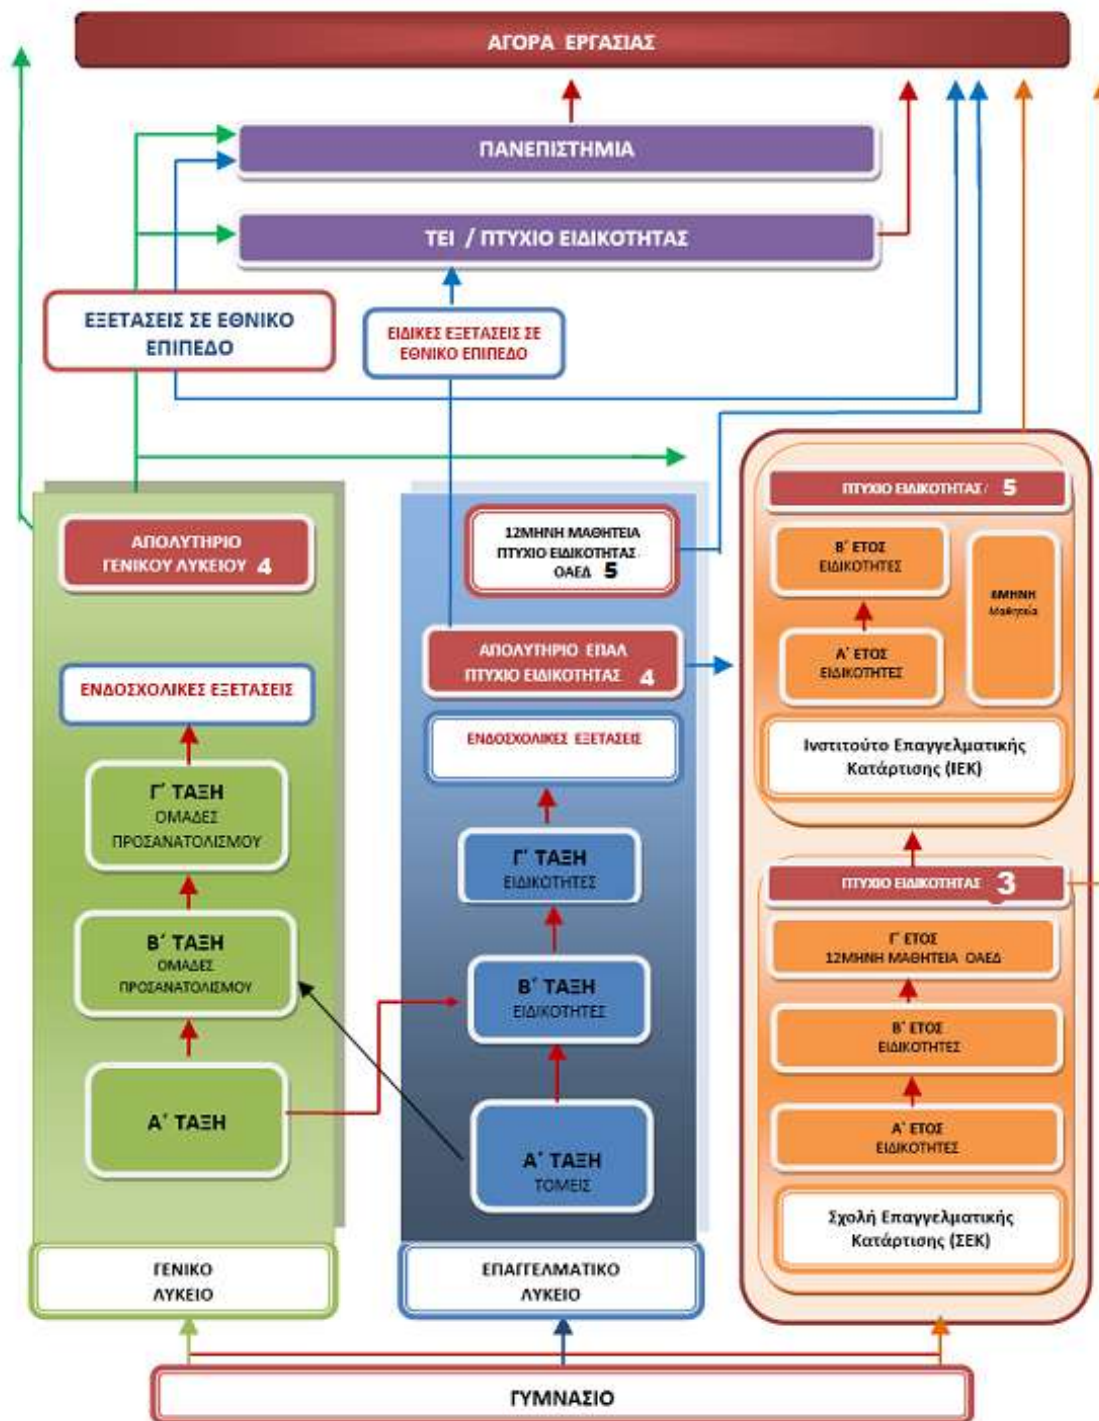 ΑΓΟΡΑ ΕΡΓΑΣΙΑΣ
ΠΑΝΕΠΙΣΤΗΜΙΑ
ΤΕΙ / ΠΤΥΧΙΟ ΕΙΔΙΚΟΤΗΤΑΣ
ΕΞΕΤΑΣΕΙΣ ΣΕ ΕΘΝΙΚΟ
ΕΠΙΠΕΔΟ
ΕΙΔΙΚΕΣ ΕΞΕΤΑΣΕΙΣ ΣΕ
ΕΘΝΙΚΟ ΕΠΙΠΕΔΟ
ΑΠΟΛΥΤΗΡΙΟ
ΓΕΝΙΚΟΥ ΛΥΚΕΙΟΥ 4
ΕΝΔΟΣΧΟΛΙΚΕΣ ΕΞΕΤΑΣΕΙΣ
Γ΄ ΤΑΞΗ
ΟΜΑΔΕΣ
ΠΡΟΣΑΝΑΤΟΛΙΣΜΟΥ
Β΄ ΤΑΞΗ
ΟΜΑΔΕΣ
ΠΡΟΣΑΝΑΤΟΛΙΣΜΟΥ
Α΄ ΤΑΞΗ
ΓΕΝΙΚΟ
ΛΥΚΕΙΟ
12ΜΗΝΗ ΜΑΘΗΤΕΙΑ
ΠΤΥΧΙΟ ΕΙΔΙΚΟΤΗΤΑΣ
ΟΑΕΔ 5
ΑΠΟΛΥΤΗΡΙΟ ΕΠΑΛ
ΠΤΥΧΙΟ ΕΙΔΙΚΟΤΗΤΑΣ 4
ΕΝΔΟΣΧΟΛΙΚΕΣ ΕΞΕΤΑΣΕΙΣ
Γ΄ ΤΑΞΗ
ΕΙΔΙΚΟΤΗΤΕΣ
Β΄ ΤΑΞΗ
ΕΙΔΙΚΟΤΗΤΕΣ
Α΄ ΤΑΞΗ
ΤΟΜΕΙΣ
ΕΠΑΓΓΕΛΜΑΤΙΚΟ
ΛΥΚΕΙΟ
ΠΤΥΧΙΟ ΕΙΔΙΚΟΤΗΤΑΣ/ 5
Β΄ ΕΤΟΣ
ΕΙΔΙΚΟΤΗΤΕΣ
6ΜΗΝΗ
Μαθητεία
Α΄ ΕΤΟΣ
ΕΙΔΙΚΟΤΗΤΕΣ
Ινστιτούτο Επαγγελματικής
Κατάρτισης (ΙΕΚ)
ΠΤΥΧΙΟ ΕΙΔΙΚΟΤΗΤΑΣ 3
Γ΄ ΕΤΟΣ
12ΜΗΝΗ ΜΑΘΗΤΕΙΑ ΟΑΕΔ
Β΄ ΕΤΟΣ
ΕΙΔΙΚΟΤΗΤΕΣ
Α΄ ΕΤΟΣ
ΕΙΔΙΚΟΤΗΤΕΣ
Σχολή Επαγγελματικής
Κατάρτισης (ΣΕΚ)
ΓΥΜΝΑΣΙΟ